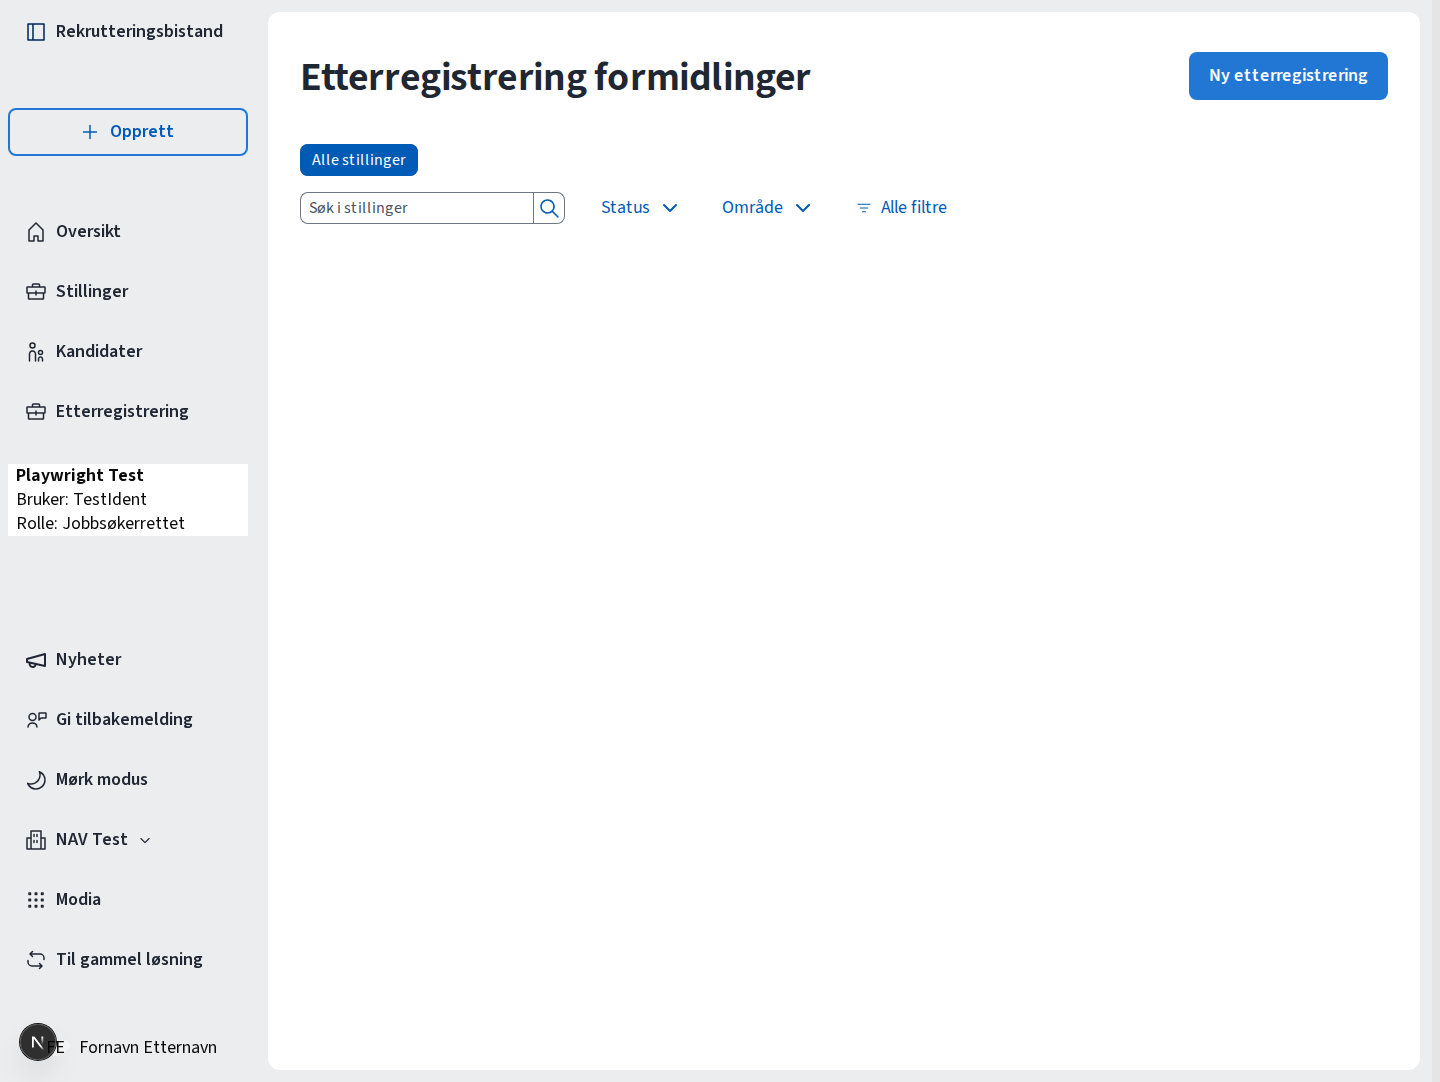 Rekrutteringsbistand
Opprett
Oversikt
Stillinger
Kandidater
Etterregistrering
Playwright Test
Bruker: TestIdent
Rolle: Jobbsøkerrettet
Nyheter
Gi tilbakemelding
Mørk modus
NAV Test
Modia
Til gammel løsning
N
FE Fornavn Etternavn
Etterregistrering formidlinger
Ny etterregistrering
Alle stillinger
Søk i stillinger
Status
Område
Alle filtre